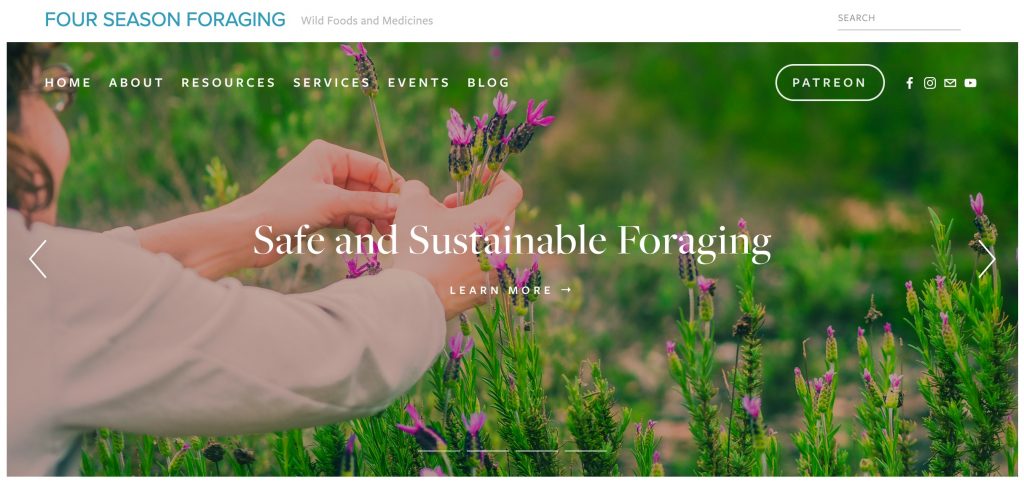 FOUR SEASON FORAGING Wild Foods and Medicines SEARCH
HOME ABOUT RESOURCES SERVICES EVENTS BLOG PATREON
Safe and Sustainable Foraging
LEARN MORE →